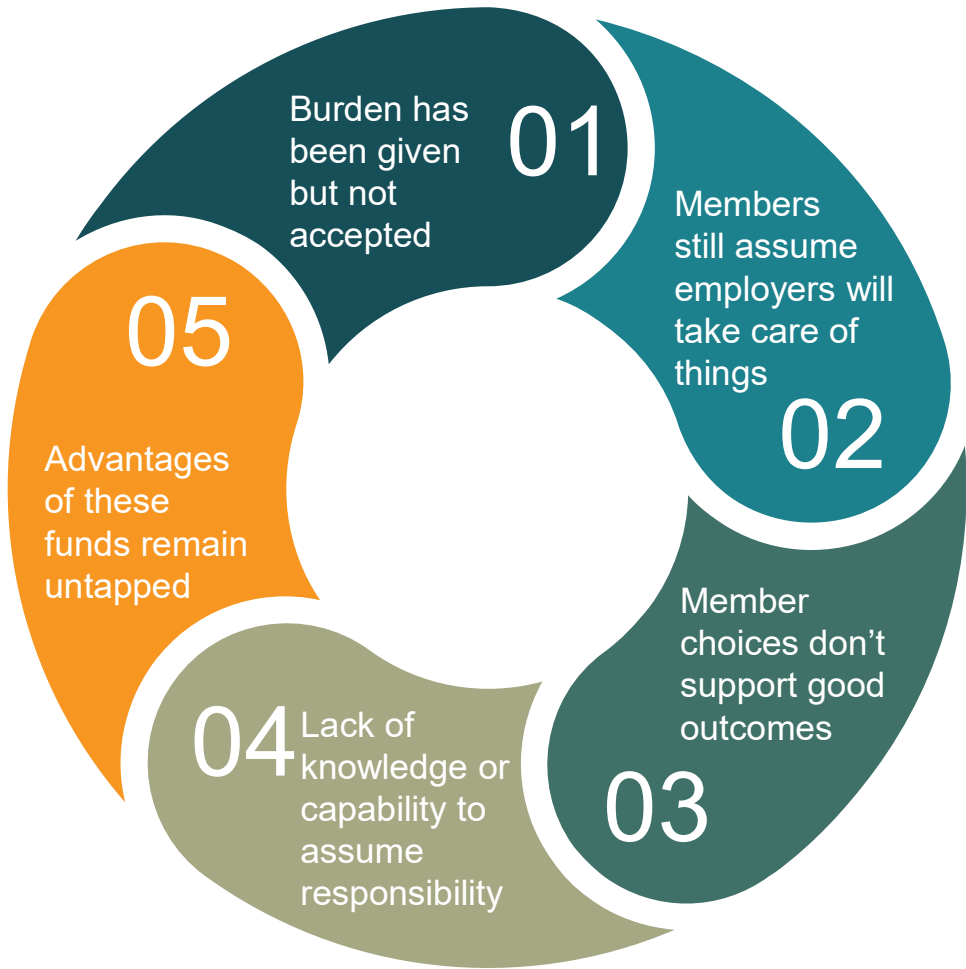 01
Burden has
been given
but not
accepted
Members
still assume
employers will
take care of
things
02
Member
choices don’t
support good
outcomes
03
04
Lack of
knowledge or
capability to
assume
responsibility
05
Advantages
of these
funds remain
untapped